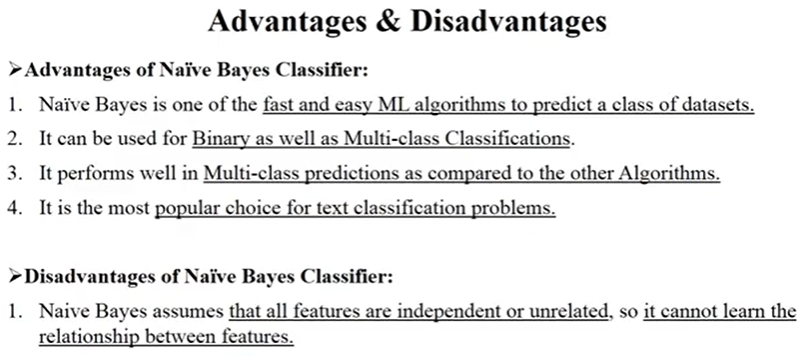 Advantages & Disadvantages
➢Advantages of Naïve Bayes Classifier:
1. Naïve Bayes is one of the fast and easy ML algorithms to predict a class of datasets.
2. It can be used for Binary as well as Multi-class Classifications.
3. It performs well in Multi-class predictions as compared to the other Algorithms.
4. It is the most popular choice for text classification problems.
➢Disadvantages of Naïve Bayes Classifier:
1. Naive Bayes assumes that all features are independent or unrelated, so it cannot learn the
relationship between features.